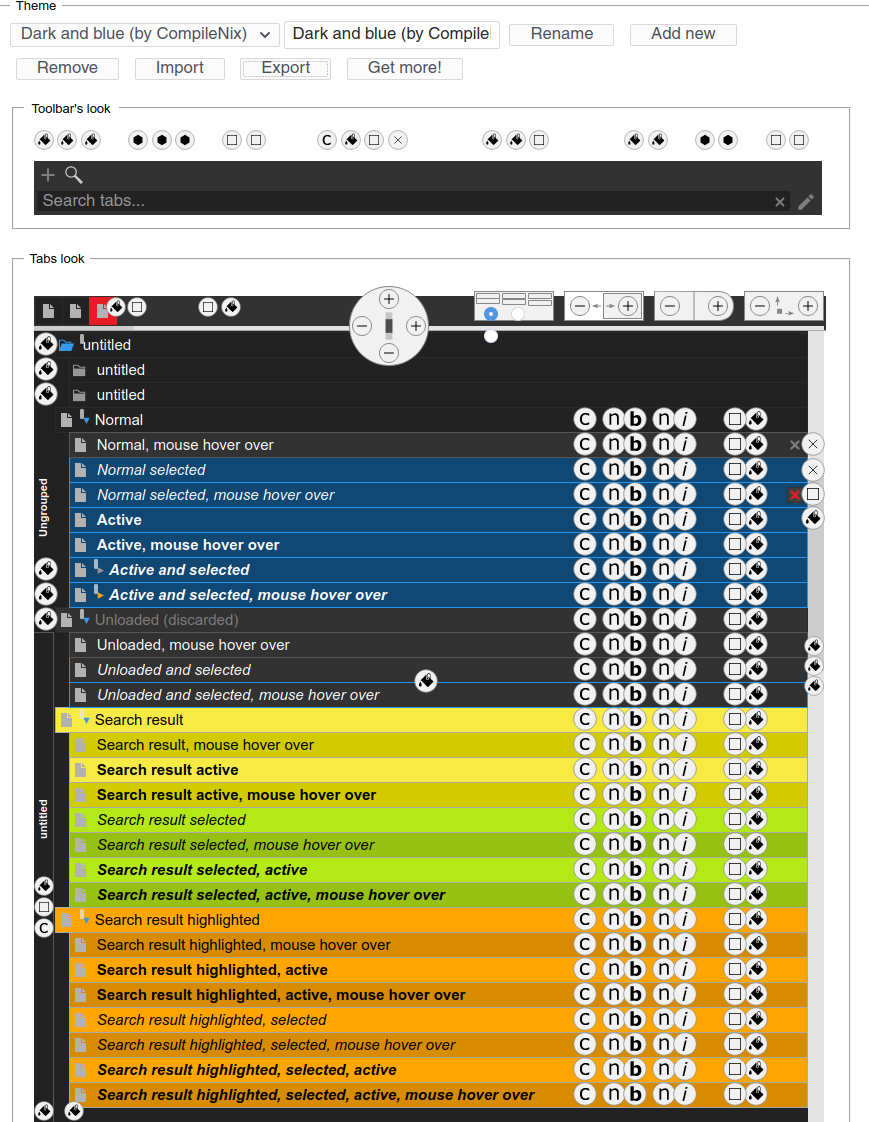 Theme
Dark and blue (by CompileNix) Dark and blue (by Compile Rename Add new
Remove Import Export Get more!
Toolbar's look
Search tabs...
Tabs look
untitled
untitled
untitled
Normal C n b n i
Normal, mouse hover over C n b n i
Normal selected C n b n i
Normal selected, mouse hover over C n b n i
Ungrouped
Active C n b n i
Active, mouse hover over C n b n i
Active and selected C n b n i
Active and selected, mouse hover over C n b n i
Unloaded (discarded) C n b n i
Unloaded, mouse hover over C n b n i
Unloaded and selected C n b n i
Unloaded and selected, mouse hover over C n b n i
Search result C n b n i
Search result, mouse hover over C n b n i
Search result active C n b n i
Search result active, mouse hover over C n b n i
untitled
Search result selected C n b n i
Search result selected, mouse hover over C n b n i
Search result selected, active C n b n i
Search result selected, active, mouse hover over C n b n i
C Search result highlighted C n b n i
Search result highlighted, mouse hover over C n b n i
Search result highlighted, active C n b n i
Search result highlighted, active, mouse hover over C n b n i
Search result highlighted, selected C n b n i
Search result highlighted, selected, mouse hover over C n b n i
Search result highlighted, selected, active C n b n i
Search result highlighted, selected, active, mouse hover over C n b n i